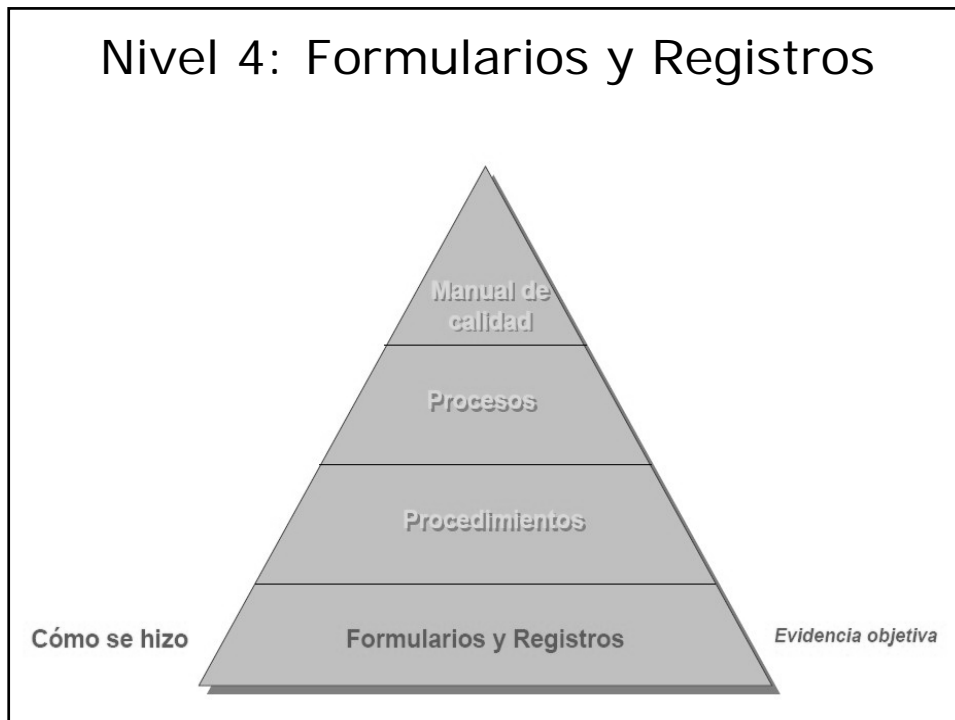 Nivel 4: Formularios y Registros
Manual de
calidad
Procesos
Procedimientos
Cómo se hizo
Formularios y Registros
Evidencia objetiva